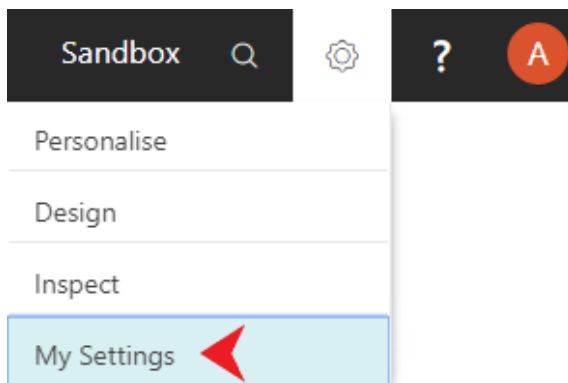 Sandbox ? A
Personalise
Design
Inspect
My Settings